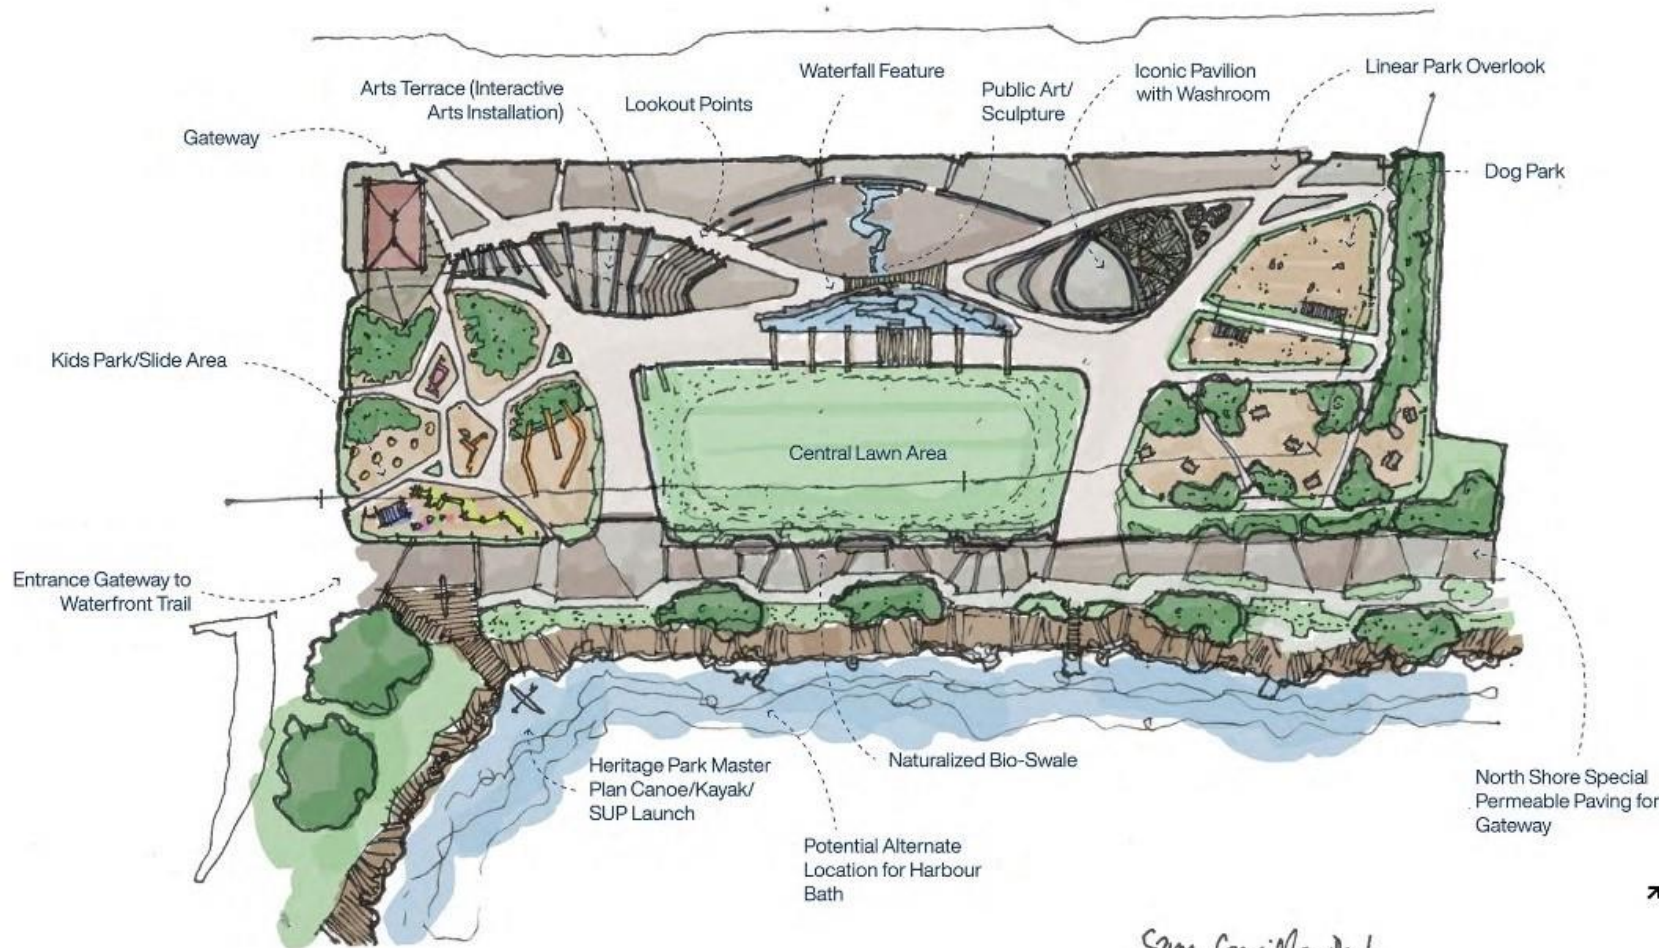 Waterfall Feature
Iconic Pavilion
with Washroom
Linear Park Overlook
Arts Terrace (Interactive
Arts Installation)
Lookout Points
Public Art/
Sculpture
Gateway
Dog Park
Kids Park/Slide Area
Central Lawn Area
Entrance Gateway to
Waterfront Trail
Heritage Park Master
Plan Canoe/Kayak/
SUP Launch
Naturalized Bio-Swale
North Shore Special
Permeable Paving for
Gateway
Potential Alternate
Location for Harbour
Bath